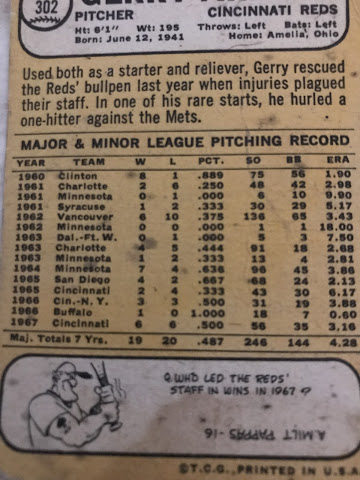 302
PITCHER CINCINNATI REDS
Ht: 6'1" Wt: 195 Throws: Left Bats: Left
Born: June 12, 1941 Home: Amelia, Ohio
Used both as a starter and reliever, Gerry rescued
the Reds' bullpen last year when injuries plagued
their staff. In one of his rare starts, he hurled a
one-hitter against the Mets.
MAJOR & MINOR LEAGUE PITCHING RECORD
YEAR TEAM W L PCT. SO BB ERA
1960 Clinton 8 1 .889 75 56 1.90
1961 Charlotte 2 6 .250 48 42 2.98
1961 Minnesota 0 1 .000 6 10 9.90
1961 Syracuse 1 2 .333 30 29 5.17
1962 Vancouver 6 10 .375 136 65 3.43
1962 Minnesota 0 0 .000 1 1 18.00
1963 Dal.-Ft. W. 0 1 .000 5 3 7.50
1963 Charlotte 4 5 .444 91 18 2.68
1963 Minnesota 1 2 .333 13 4 2.81
1964 Minnesota 7 4 .636 96 45 3.86
1965 San Diego 4 2 .667 68 24 2.13
1965 Cincinnati 2 4 .333 43 30 6.17
1966 Cin.-N. Y. 3 3 .500 31 19 3.88
1966 Buffalo 1 0 1.000 18 7 0.60
1967 Cincinnati 6 6 .500 56 35 3.16
Maj. Totals 7 Yrs. 19 20 .487 246 144 4.28
Q WHO LED THE REDS'
STAFF IN WINS IN 1967?
A. MILT PAPPAS -16
©T.C.G., PRINTED IN U.S.A.